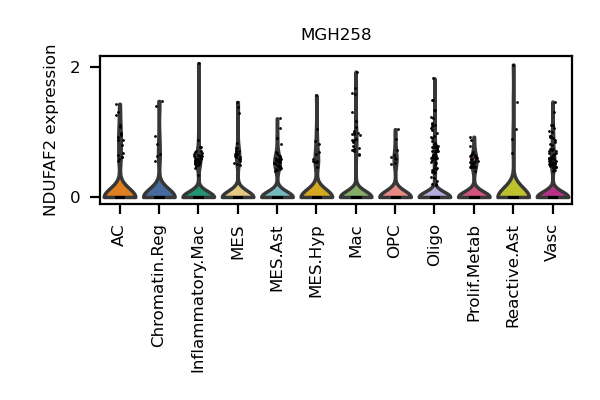 MGH258
NDUFAF2 expression
2
0
AC
Chromatin.Reg
Inflammatory.Mac
MES
MES.Ast
MES.Hyp
Mac
OPC
Oligo
Prolif.Metab
Reactive.Ast
Vasc